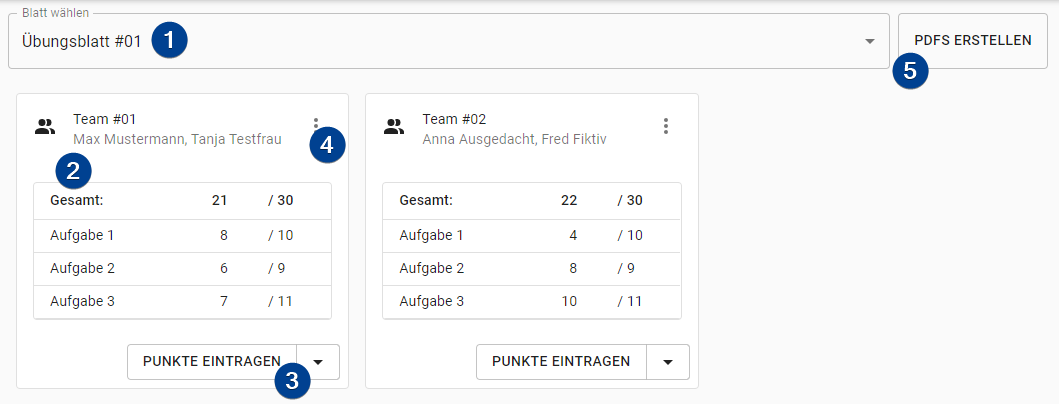 Blatt wählen
Übungsblatt #01 1
PDFS ERSTELLEN
5
Team #01
Max Mustermann, Tanja Testfrau
4
2
Gesamt: 21 / 30
Aufgabe 1 8 / 10
Aufgabe 2 6 / 9
Aufgabe 3 7 / 11
PUNKTE EINTRAGEN
3
Team #02
Anna Ausgedacht, Fred Fiktiv
Gesamt: 22 / 30
Aufgabe 1 4 / 10
Aufgabe 2 8 / 9
Aufgabe 3 10 / 11
PUNKTE EINTRAGEN